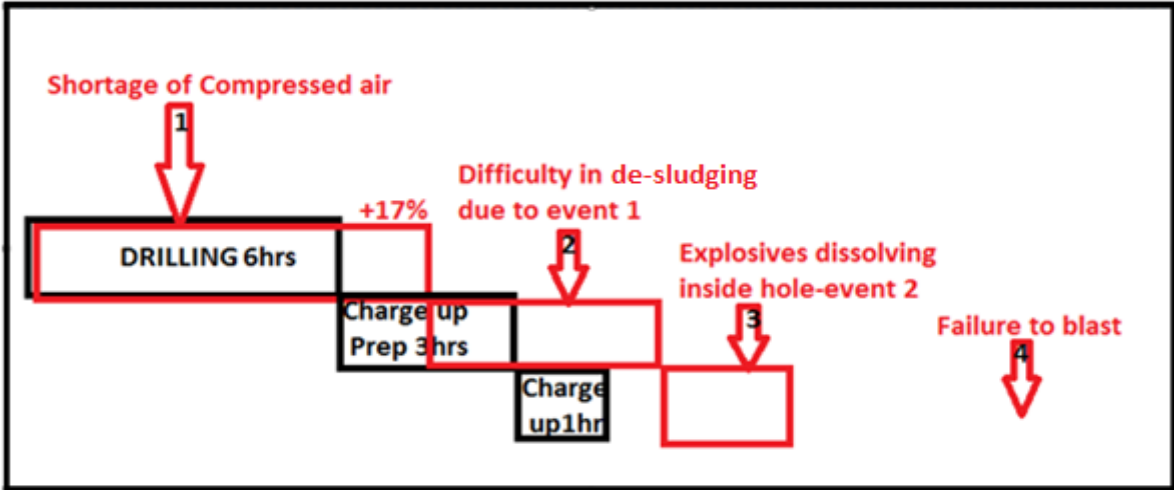 Shortage of Compressed air
1
Difficulty in de-sludging
due to event 1
+17%
2
DRILLING 6hrs
Explosives dissolving
inside hole-event 2
3
Charge up
Prep 3hrs
Failure to blast
4
Charge
up1hr